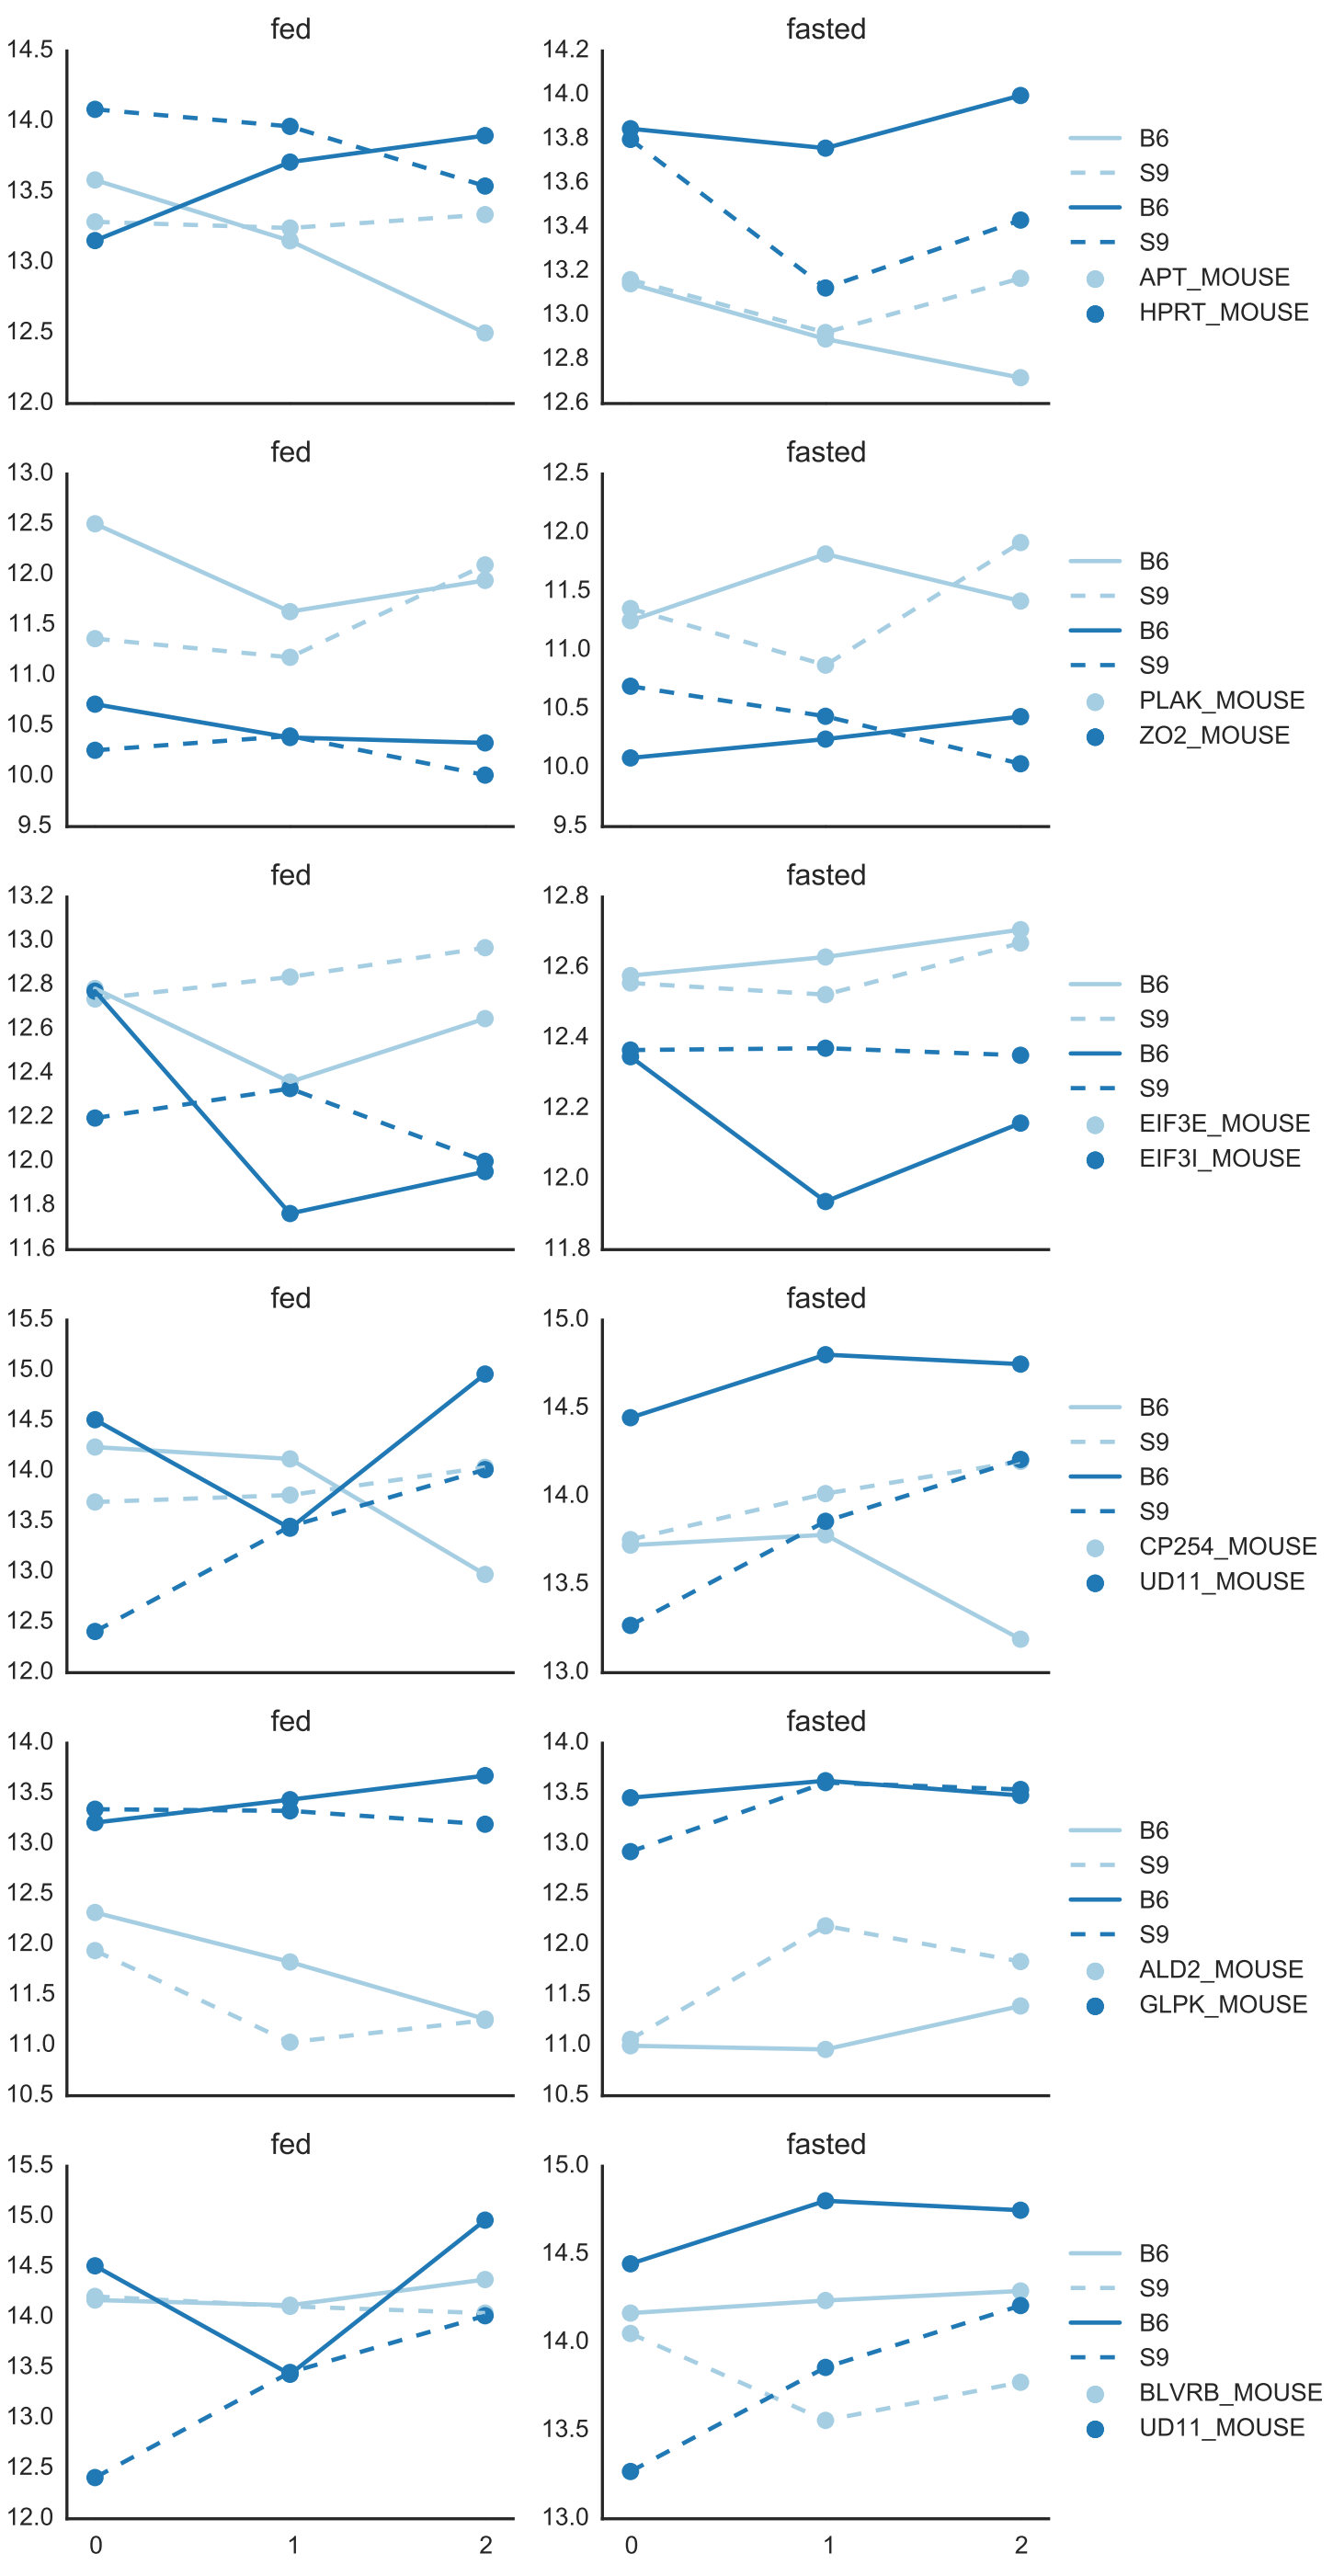 fed
fasted
14.5
14.0
13.5
13.0
12.5
12.0
14.2
14.0
13.8
13.6
13.4
13.2
13.0
12.8
12.6
B6
S9
B6
S9
APT_MOUSE
HPRT_MOUSE
fed
fasted
13.0
12.5
12.0
11.5
11.0
10.5
10.0
9.5
12.5
12.0
11.5
11.0
10.5
10.0
9.5
B6
S9
B6
S9
PLAK_MOUSE
ZO2_MOUSE
fed
fasted
13.2
13.0
12.8
12.6
12.4
12.2
12.0
11.8
11.6
12.8
12.6
12.4
12.2
12.0
11.8
B6
S9
B6
S9
EIF3E_MOUSE
EIF3I_MOUSE
fed
fasted
15.5
15.0
14.5
14.0
13.5
13.0
12.5
12.0
15.0
14.5
14.0
13.5
13.0
B6
S9
B6
S9
CP254_MOUSE
UD11_MOUSE
fed
fasted
14.0
13.5
13.0
12.5
12.0
11.5
11.0
10.5
14.0
13.5
13.0
12.5
12.0
11.5
11.0
10.5
B6
S9
B6
S9
ALD2_MOUSE
GLPK_MOUSE
fed
fasted
15.5
15.0
14.5
14.0
13.5
13.0
12.5
12.0
15.0
14.5
14.0
13.5
13.0
B6
S9
B6
S9
BLVRB_MOUSE
UD11_MOUSE
0 1 2
0 1 2